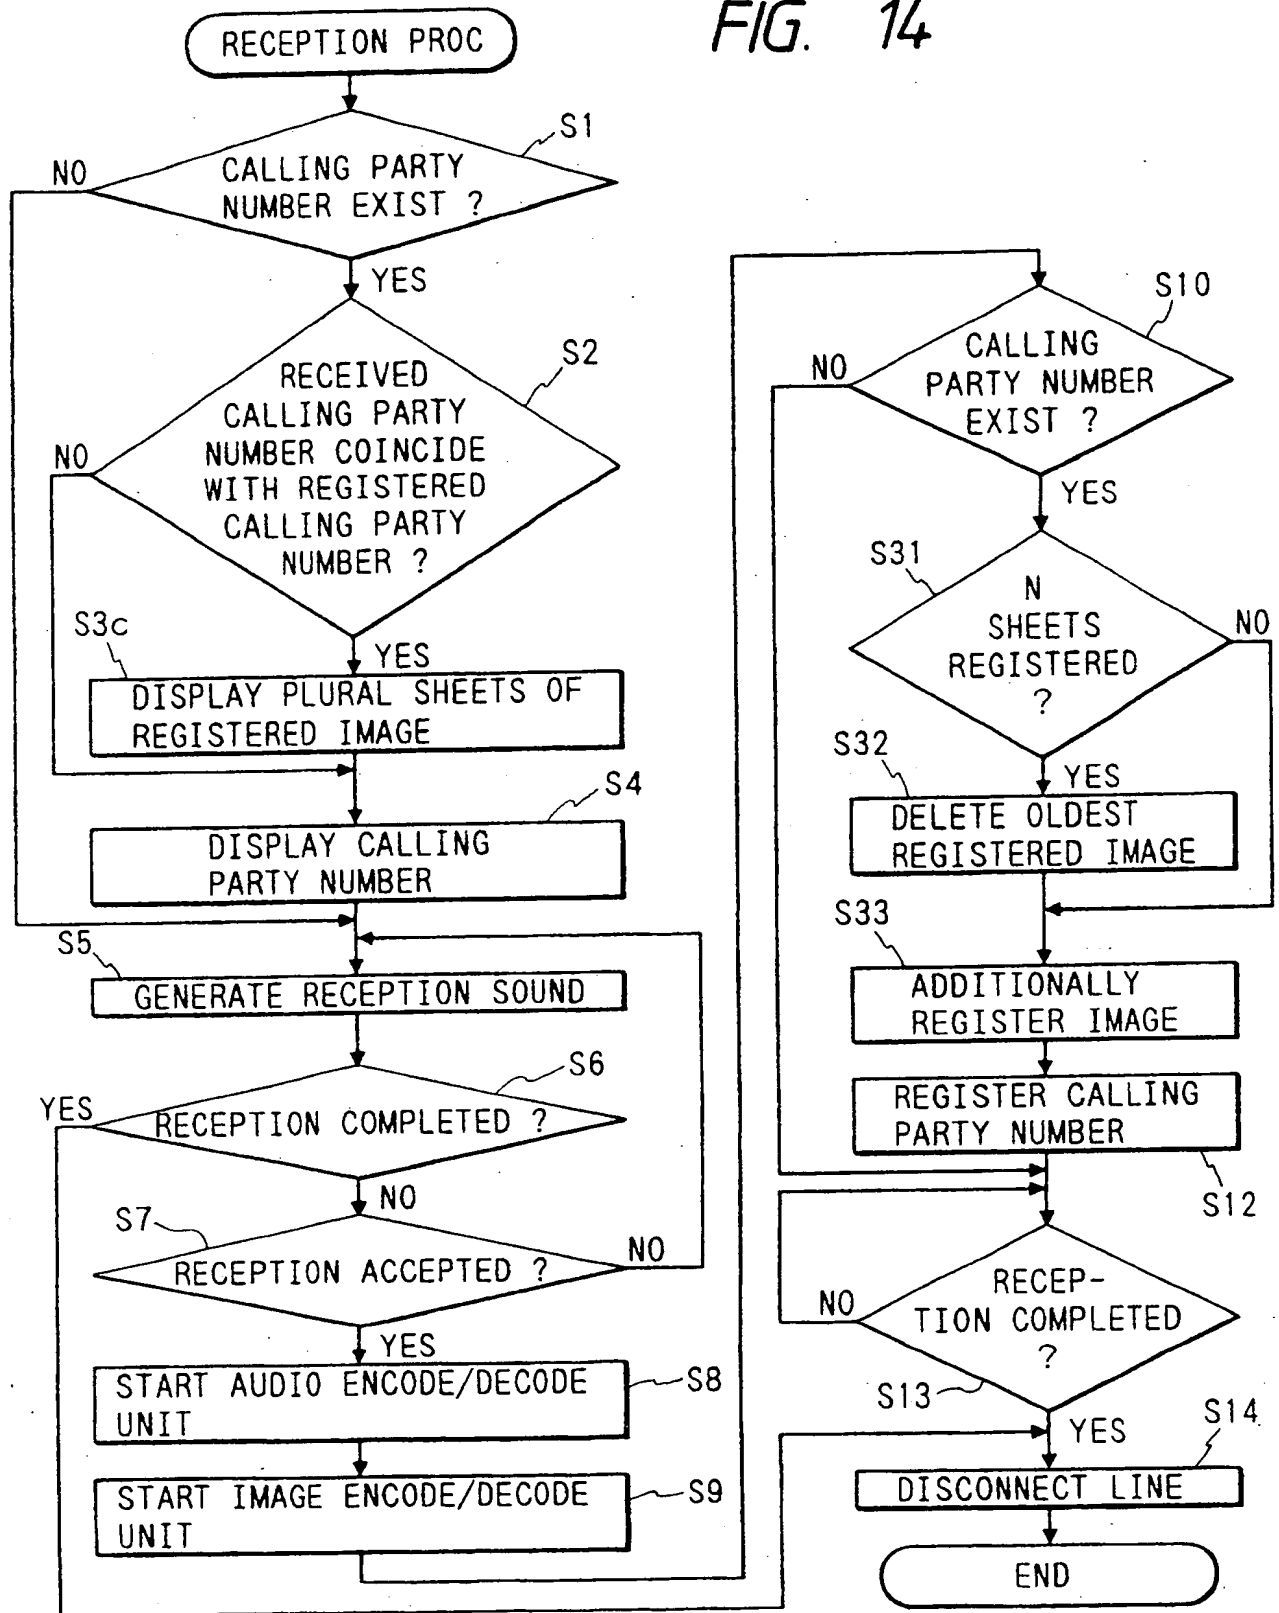 FIG. 14
RECEPTION PROC
S1
CALLING PARTY
NUMBER EXIST ?
NO
YES
S2
RECEIVED
CALLING PARTY
NUMBER COINCIDE
WITH REGISTERED
CALLING PARTY
NUMBER ?
NO
YES
S3c
DISPLAY PLURAL SHEETS OF
REGISTERED IMAGE
S4
DISPLAY CALLING
PARTY NUMBER
S5
GENERATE RECEPTION SOUND
S6
YES
RECEPTION COMPLETED ?
NO
S7
RECEPTION ACCEPTED ?
NO
YES
START AUDIO ENCODE/DECODE
UNIT
S8
START IMAGE ENCODE/DECODE
UNIT
S9
S10
CALLING
PARTY NUMBER
EXIST ?
NO
YES
S31
N
SHEETS
REGISTERED
?
NO
YES
S32
DELETE OLDEST
REGISTERED IMAGE
S33
ADDITIONALLY
REGISTER IMAGE
REGISTER CALLING
PARTY NUMBER
S12
RECEP-
TION COMPLETED
?
NO
S13
YES
S14
DISCONNECT LINE
END